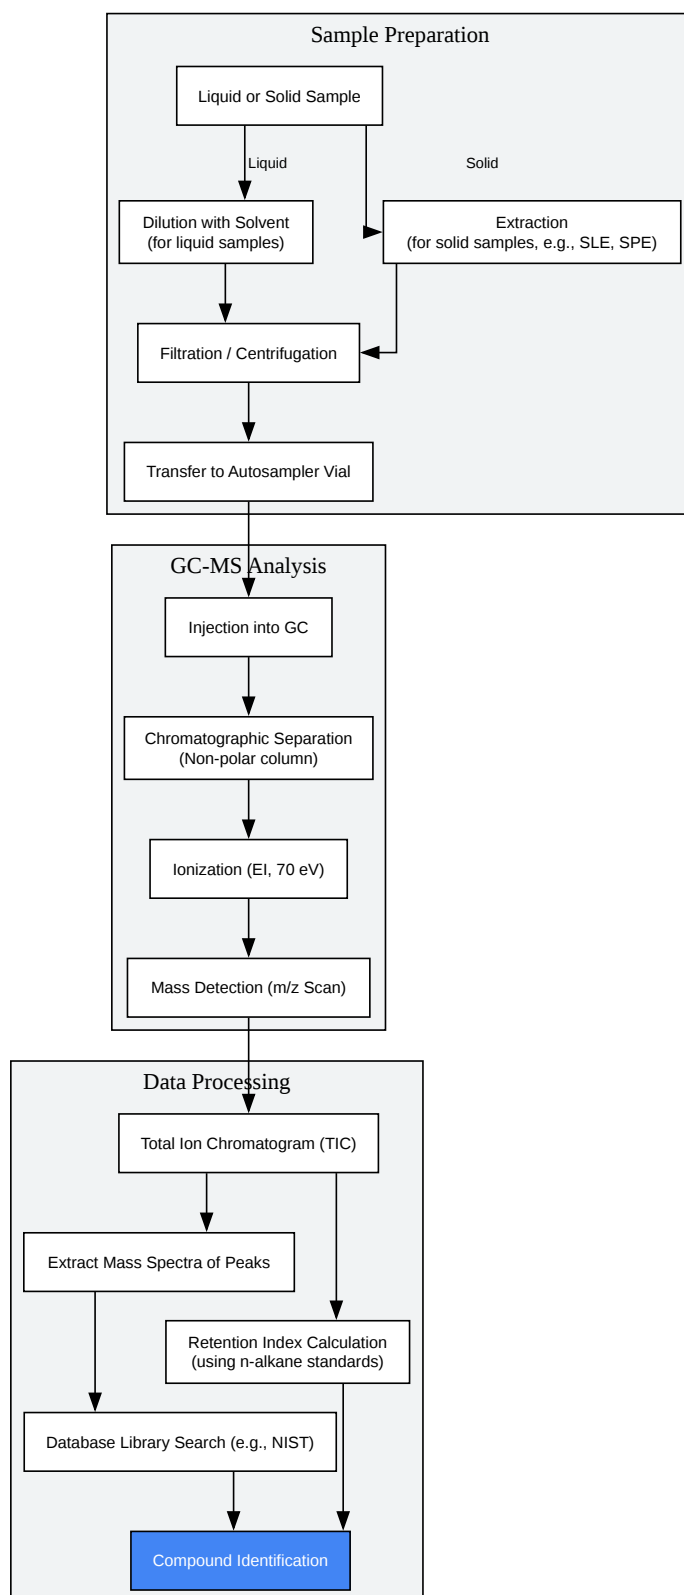 Sample Preparation
Liquid or Solid Sample
Liquid
Solid
Dilution with Solvent
(for liquid samples)
Extraction
(for solid samples, e.g., SLE, SPE)
Filtration / Centrifugation
Transfer to Autosampler Vial
GC-MS Analysis
Injection into GC
Chromatographic Separation
(Non-polar column)
Ionization (EI, 70 eV)
Mass Detection (m/z Scan)
Data Processing
Total Ion Chromatogram (TIC)
Extract Mass Spectra of Peaks
Retention Index Calculation
(using n-alkane standards)
Database Library Search (e.g., NIST)
Compound Identification